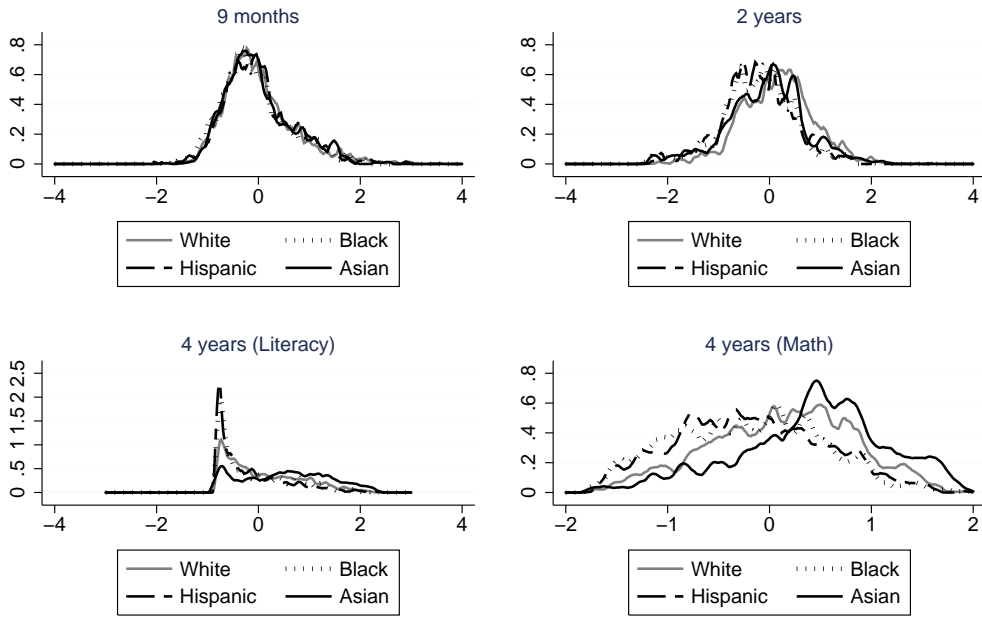 9 months
0 .2 .4 .6 .8
−4 −2 0 2 4
White Black
Hispanic Asian
2 years
0 .2 .4 .6 .8
−4 −2 0 2 4
White Black
Hispanic Asian
4 years (Literacy)
0 .5 1 1.5 2 2.5
−4 −2 0 2 4
White Black
Hispanic Asian
4 years (Math)
0 .2 .4 .6 .8
−2 −1 0 1 2
White Black
Hispanic Asian